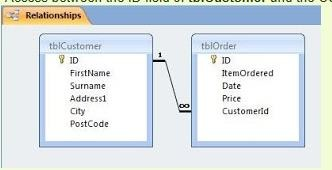 Access between the ID field of tblCustomer and the
Relationships
tblCustomer
ID
FirstName
Surname
Address1
City
PostCode
1
∞
tblOrder
ID
ItemOrdered
Date
Price
CustomerId